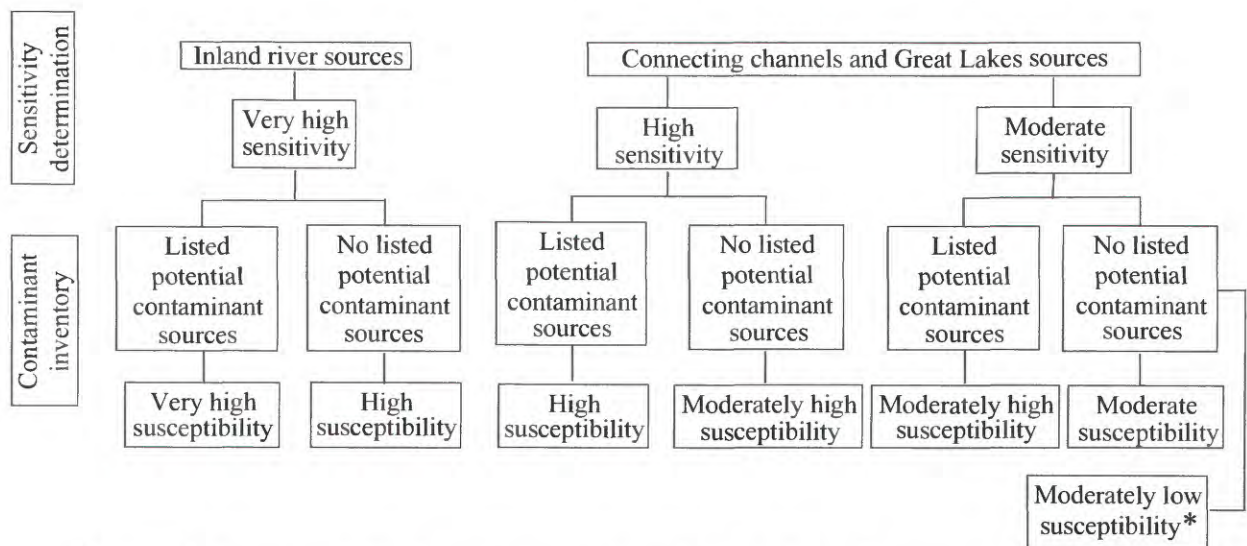 Sensitivity
determination
Inland river sources
Connecting channels and Great Lakes sources
Very high
sensitivity
High
sensitivity
Moderate
sensitivity
Contaminant
inventory
Listed
potential
contaminant
sources
No listed
potential
contaminant
sources
Listed
potential
contaminant
sources
No listed
potential
contaminant
sources
Listed
potential
contaminant
sources
No listed
potential
contaminant
sources
Very high
susceptibility
High
susceptibility
High
susceptibility
Moderately high
susceptibility
Moderately high
susceptibility
Moderate
susceptibility
Moderately low
susceptibility*